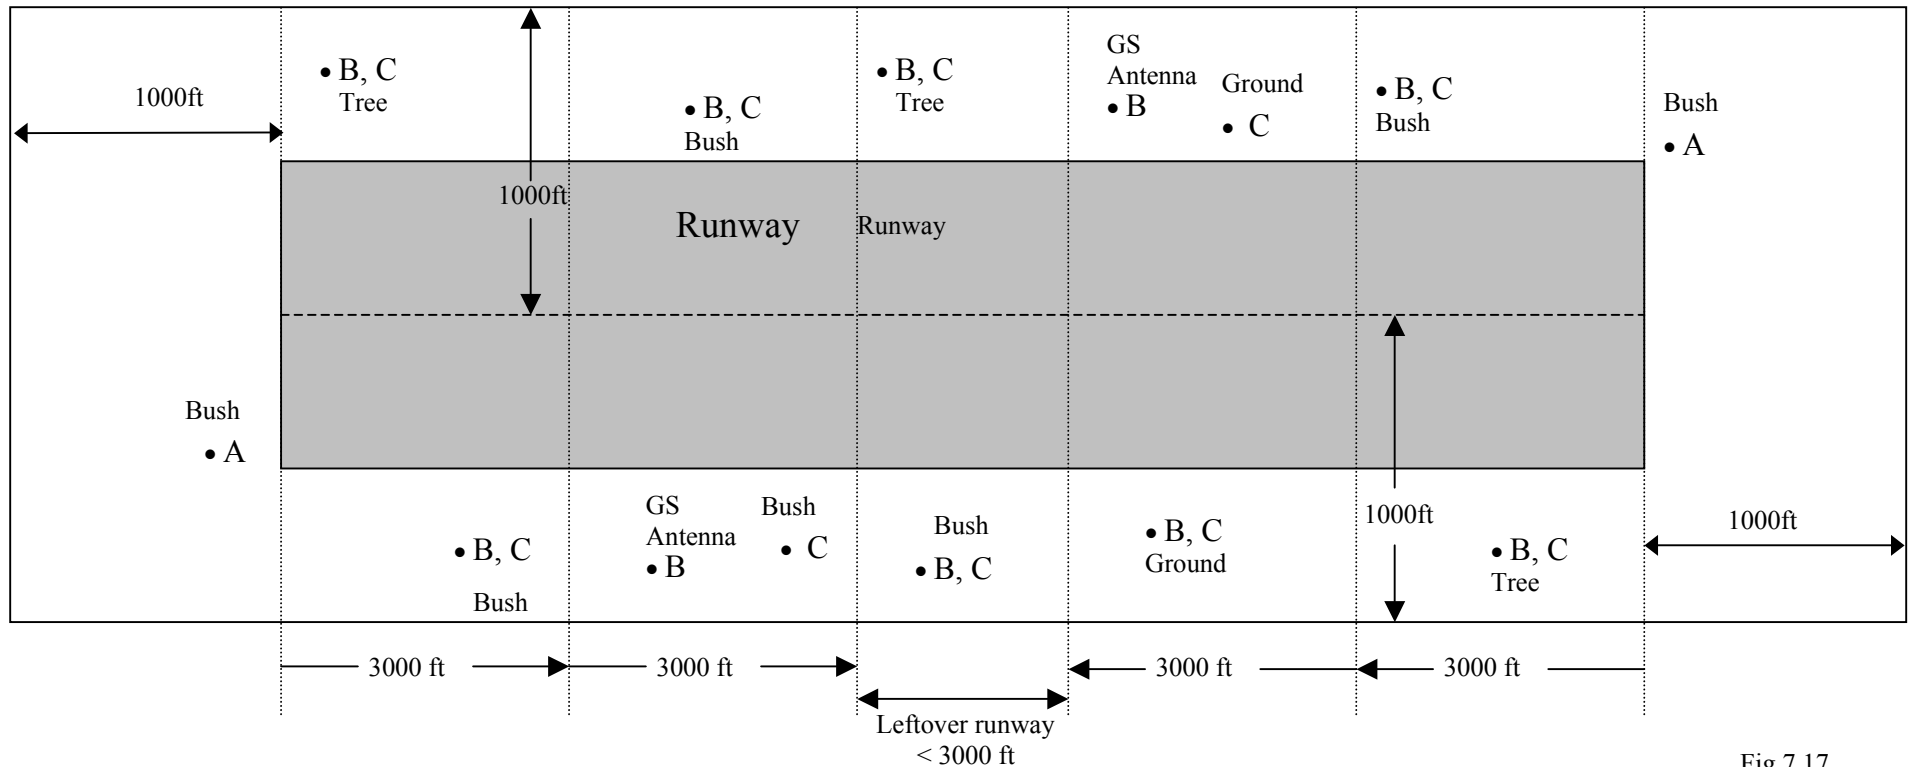 GS
Antenna
• B
Ground
• C
• B, C
Tree
• B, C
Bush
• B, C
Tree
• B, C
Bush
Bush
• A
1000ft
1000ft
Runway
Runway
Bush
• A
• B, C
Bush
GS
Antenna
• B
Bush
• C
Bush
• B, C
• B, C
Ground
1000ft
• B, C
Tree
1000ft
3000 ft
3000 ft
3000 ft
3000 ft
Leftover runway
< 3000 ft
Fig 7.17